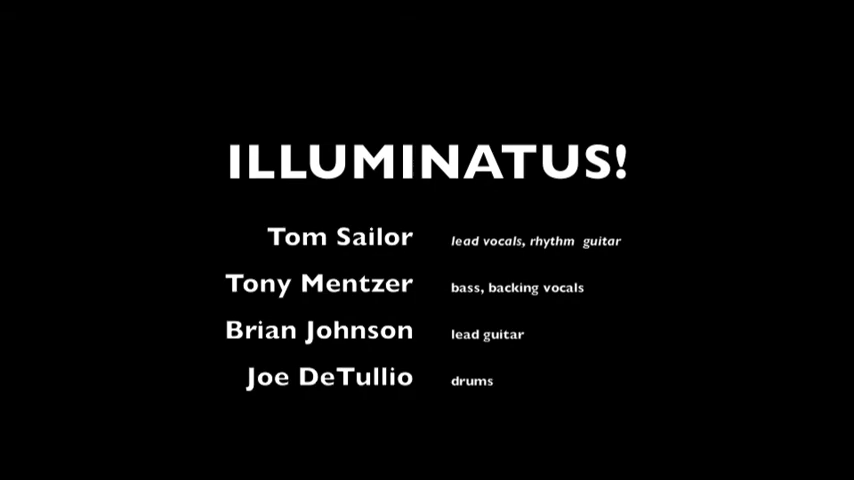 ILLUMINATUS!
Tom Sailor lead vocals, rhythm guitar
Tony Mentzer bass, backing vocals
Brian Johnson lead guitar
Joe DeTullio drums